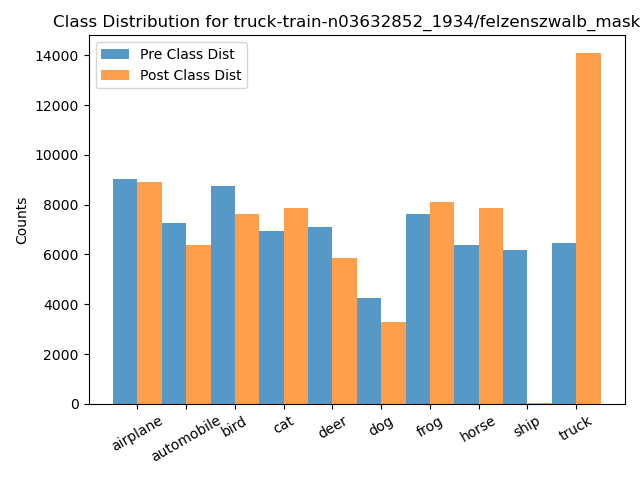 Class Distribution for truck-train-n03632852_1934/felzenszwalb_mask
Pre Class Dist
Post Class Dist
Counts
14000
12000
10000
8000
6000
4000
2000
0
airplane
automobile
bird
cat
deer
dog
frog
horse
ship
truck